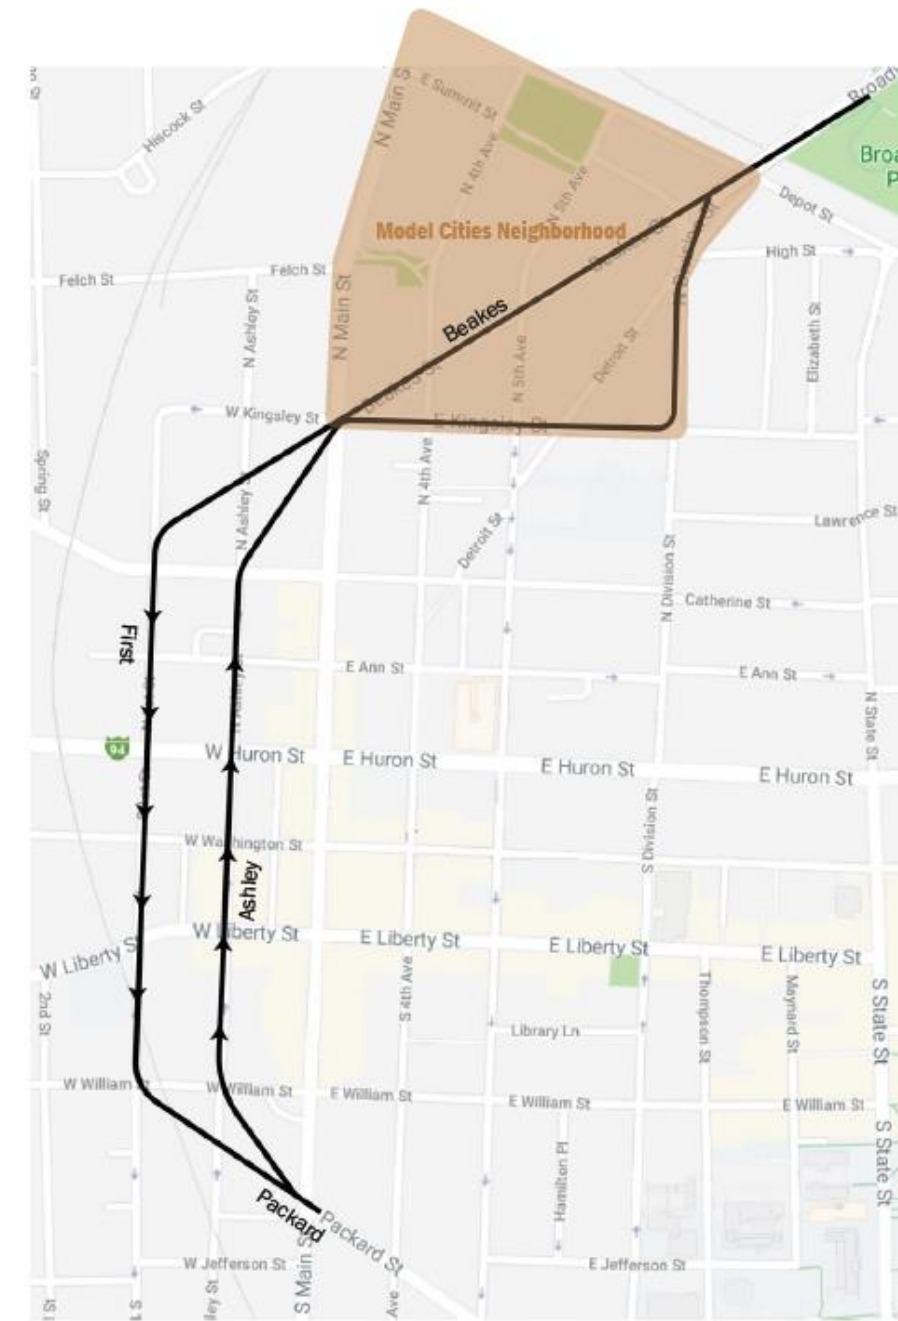 N Main S
E Summit St
Hiscock St
N 4th Ave
N 5th Ave
Depot St
Model Cities Neighborhood
High St
Felch St
Felch St
N Main St
N Ashley St
Beakes
Beakes St
Detroit St
Elizabeth St
N 5th Ave
W Kingsley St
E Kingsley St
Spring St
N Ashley S
N 4th Ave
Lawrence St
Detroit St
N Division St
Catherine St
First
E Ann St
E Ann St
N State St
W Huron St
E Huron St
E Huron St
E Huron St
W Washington St
S Division St
Ashley
W Liberty St
E Liberty St
E Liberty St
E Liberty St
W Liberty S
2nd St
S 4th Ave
Thompson St
Maynard St
S State St
Library Ln
W William St
W William St
E William St
E William St
E William St
S State St
Hamilton Pl
Packard
Packard St
W Jefferson St
S Main St
E Jefferson St
ley St
Ave